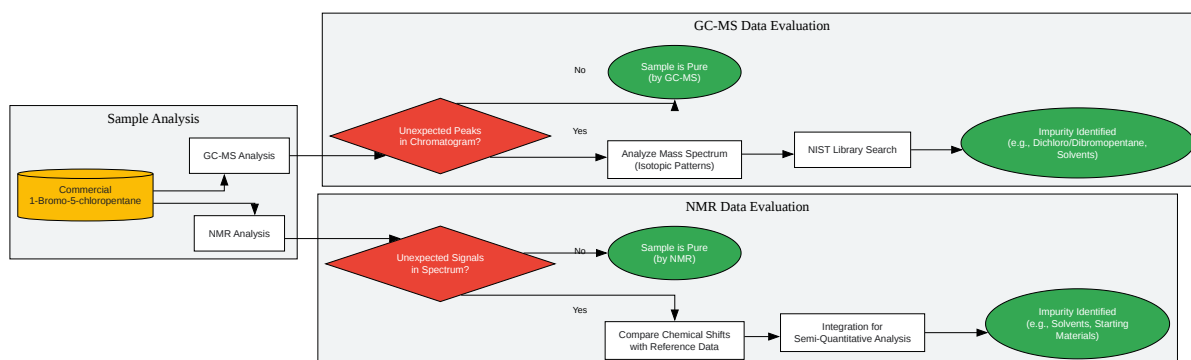 Sample Analysis
Commercial
1-Bromo-5-chloropentane
GC-MS Analysis
NMR Analysis
GC-MS Data Evaluation
Unexpected Peaks
in Chromatogram?
No
Sample is Pure
(by GC-MS)
Yes
Analyze Mass Spectrum
(Isotopic Patterns)
NIST Library Search
Impurity Identified
(e.g., Dichloro/Dibromopentane,
Solvents)
NMR Data Evaluation
Unexpected Signals
in Spectrum?
No
Sample is Pure
(by NMR)
Yes
Compare Chemical Shifts
with Reference Data
Integration for
Semi-Quantitative Analysis
Impurity Identified
(e.g., Solvents, Starting
Materials)